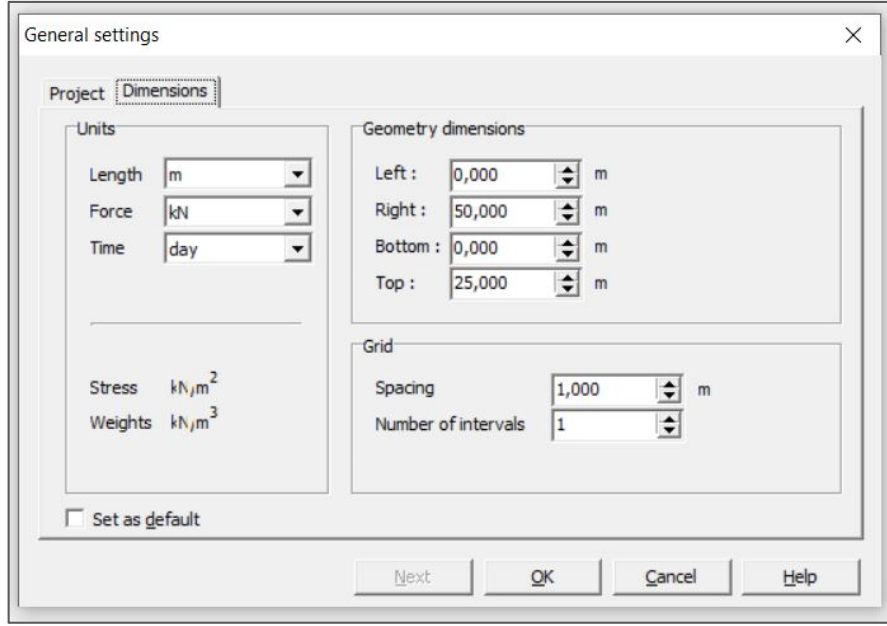 General settings
Project Dimensions
Units
Length m
Force kN
Time day
Stress kN/m²
Weights kN/m³
Geometry dimensions
Left : 0,000 m
Right : 50,000 m
Bottom : 0,000 m
Top : 25,000 m
Grid
Spacing 1,000 m
Number of intervals 1
Set as default
Next OK Cancel Help